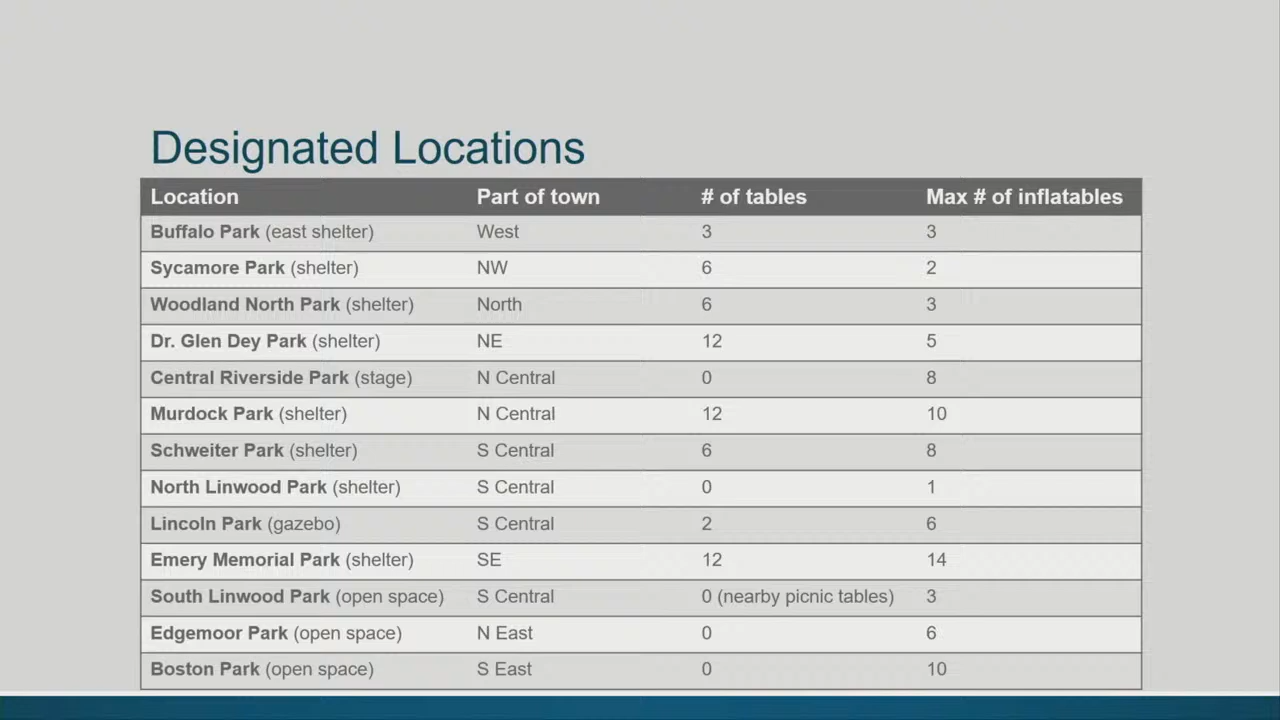 Designated Locations
Location Part of town # of tables Max # of inflatables
Buffalo Park (east shelter) West 3 3
Sycamore Park (shelter) NW 6 2
Woodland North Park (shelter) North 6 3
Dr. Glen Dey Park (shelter) NE 12 5
Central Riverside Park (stage) N Central 0 8
Murdock Park (shelter) N Central 12 10
Schweiter Park (shelter) S Central 6 8
North Linwood Park (shelter) S Central 0 1
Lincoln Park (gazebo) S Central 2 6
Emery Memorial Park (shelter) SE 12 14
South Linwood Park (open space) S Central 0 (nearby picnic tables) 3
Edgemoor Park (open space) N East 0 6
Boston Park (open space) S East 0 10